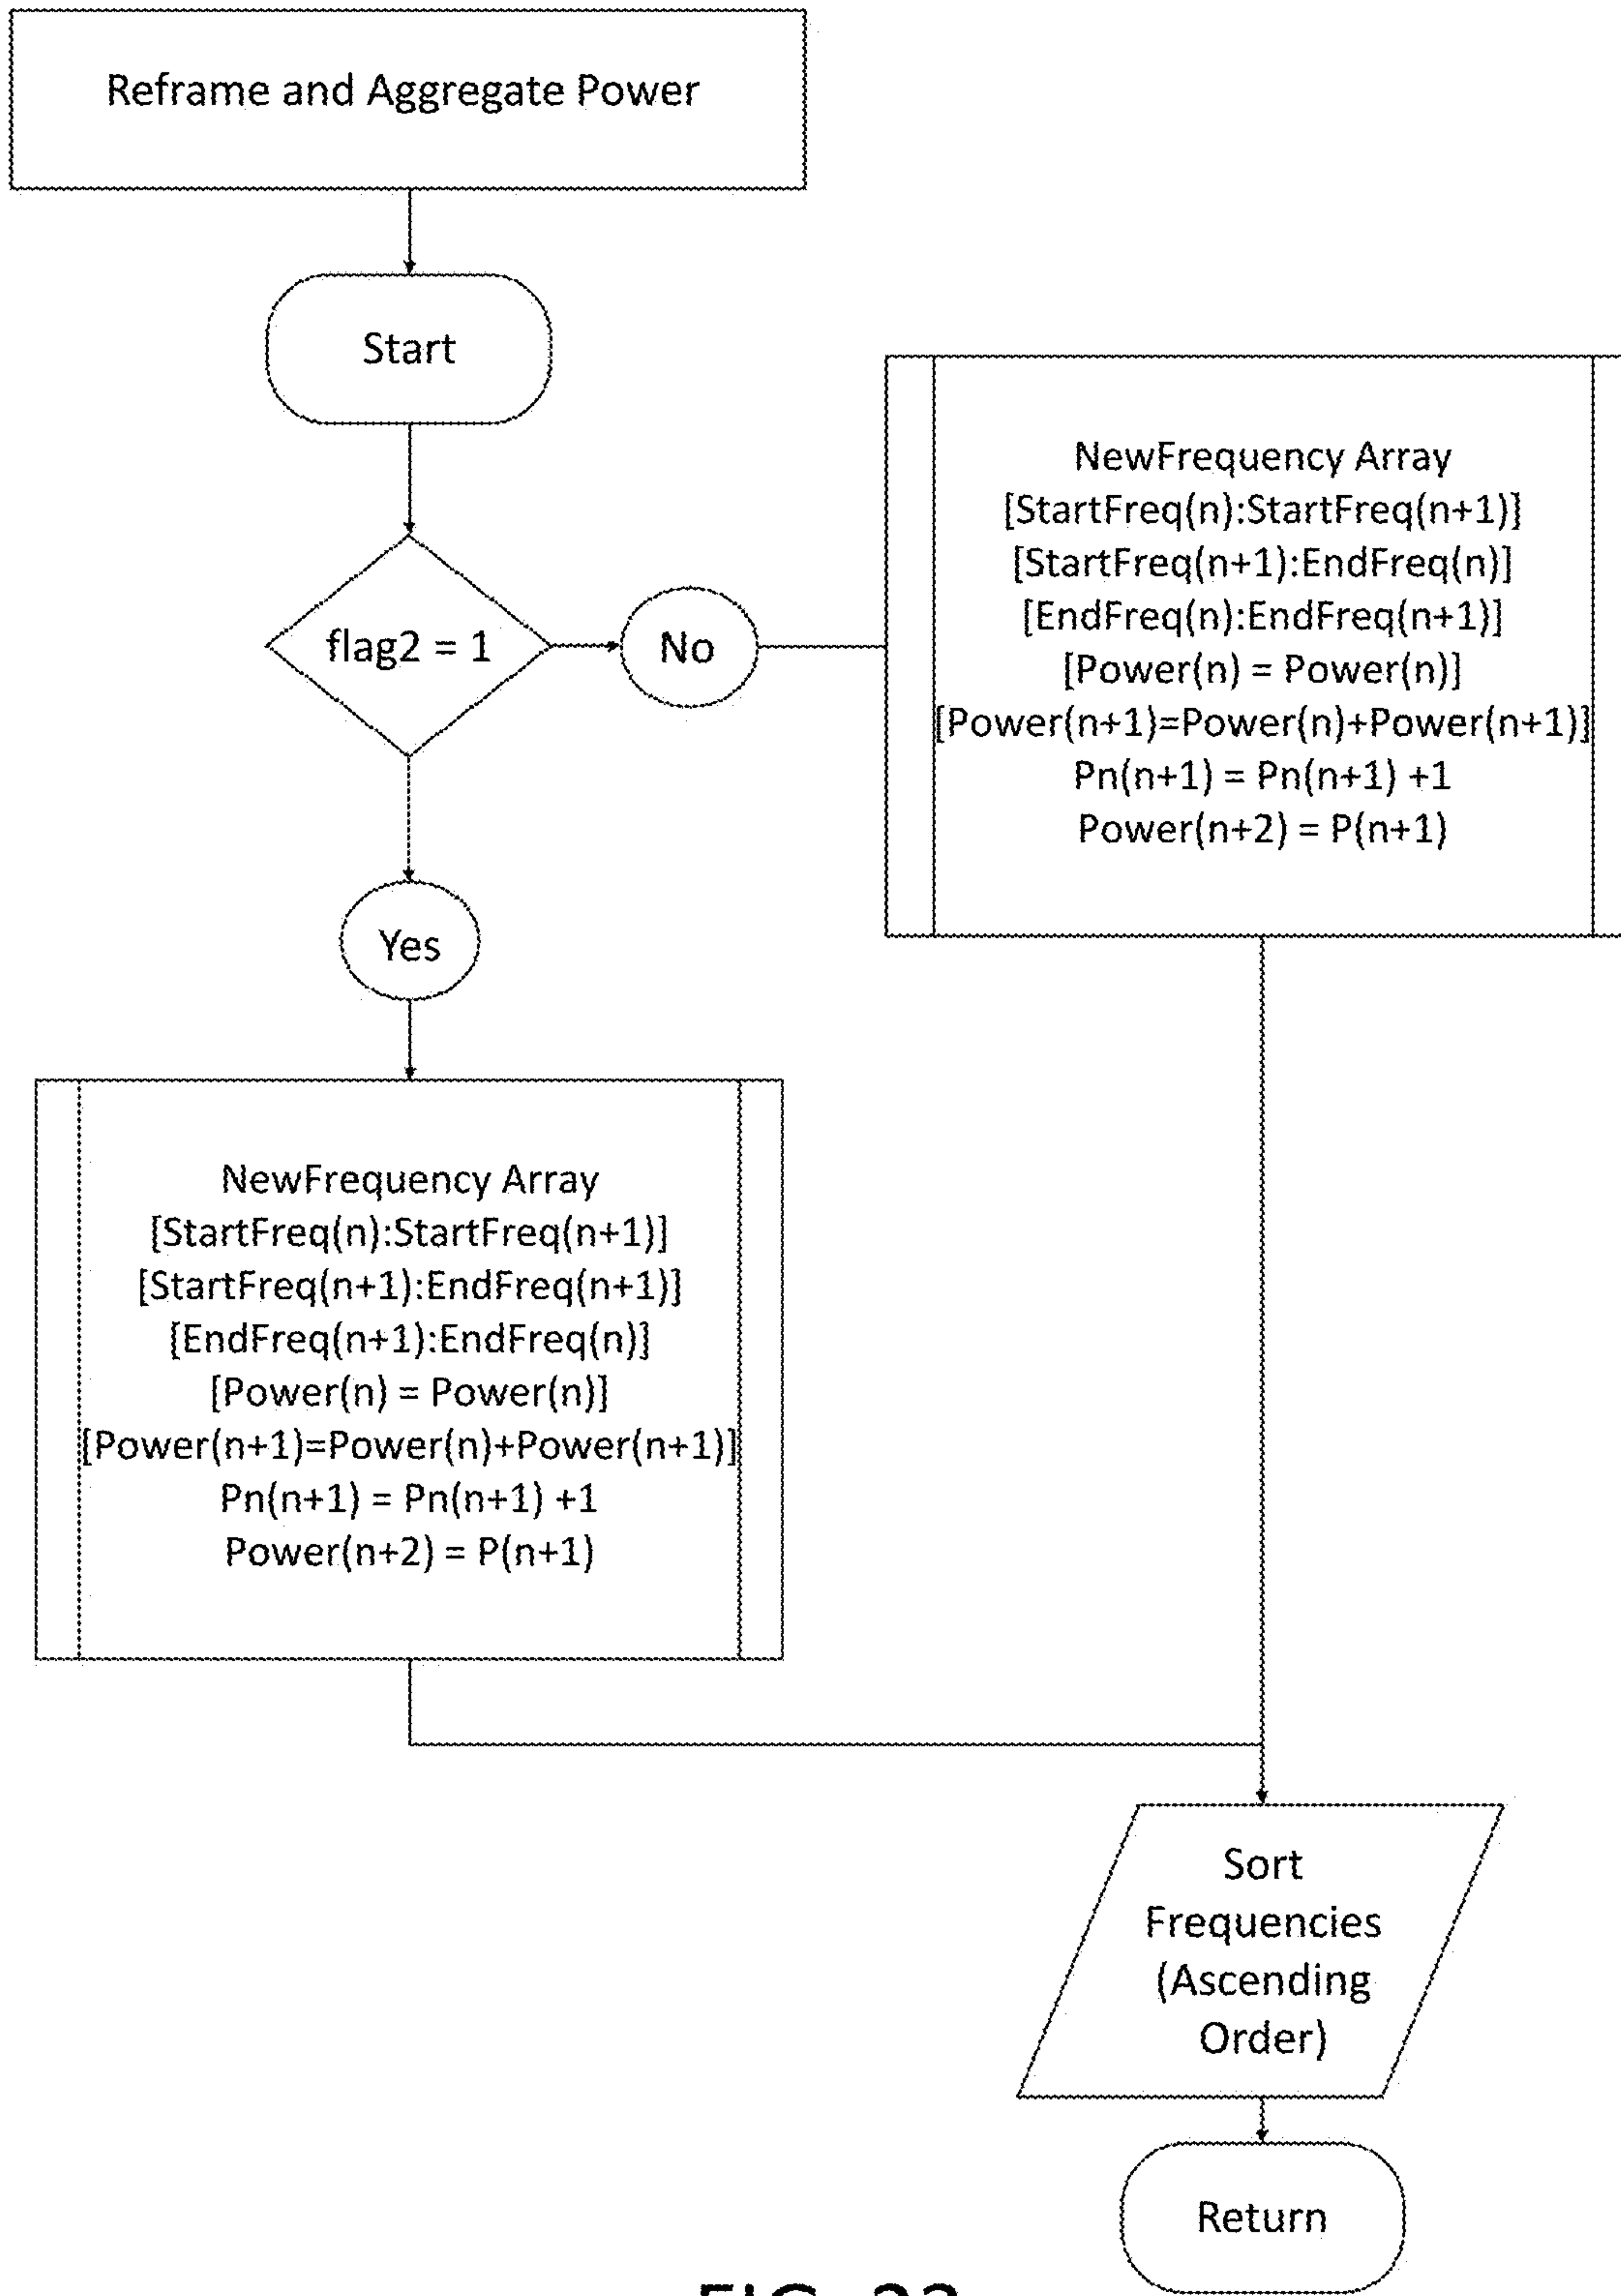 Reframe and Aggregate Power
Start
flag2 = 1
No
NewFrequency Array
[StartFreq(n):StartFreq(n+1)]
[StartFreq(n+1):EndFreq(n)]
[EndFreq(n):EndFreq(n+1)]
[Power(n) = Power(n)]
[Power(n+1)=Power(n)+Power(n+1)]
Pn(n+1) = Pn(n+1) +1
Power(n+2) = P(n+1)
Yes
NewFrequency Array
[StartFreq(n):StartFreq(n+1)]
[StartFreq(n+1):EndFreq(n+1)]
[EndFreq(n+1):EndFreq(n)]
[Power(n) = Power(n)]
[Power(n+1)=Power(n)+Power(n+1)]
Pn(n+1) = Pn(n+1) +1
Power(n+2) = P(n+1)
Sort
Frequencies
(Ascending
Order)
Return